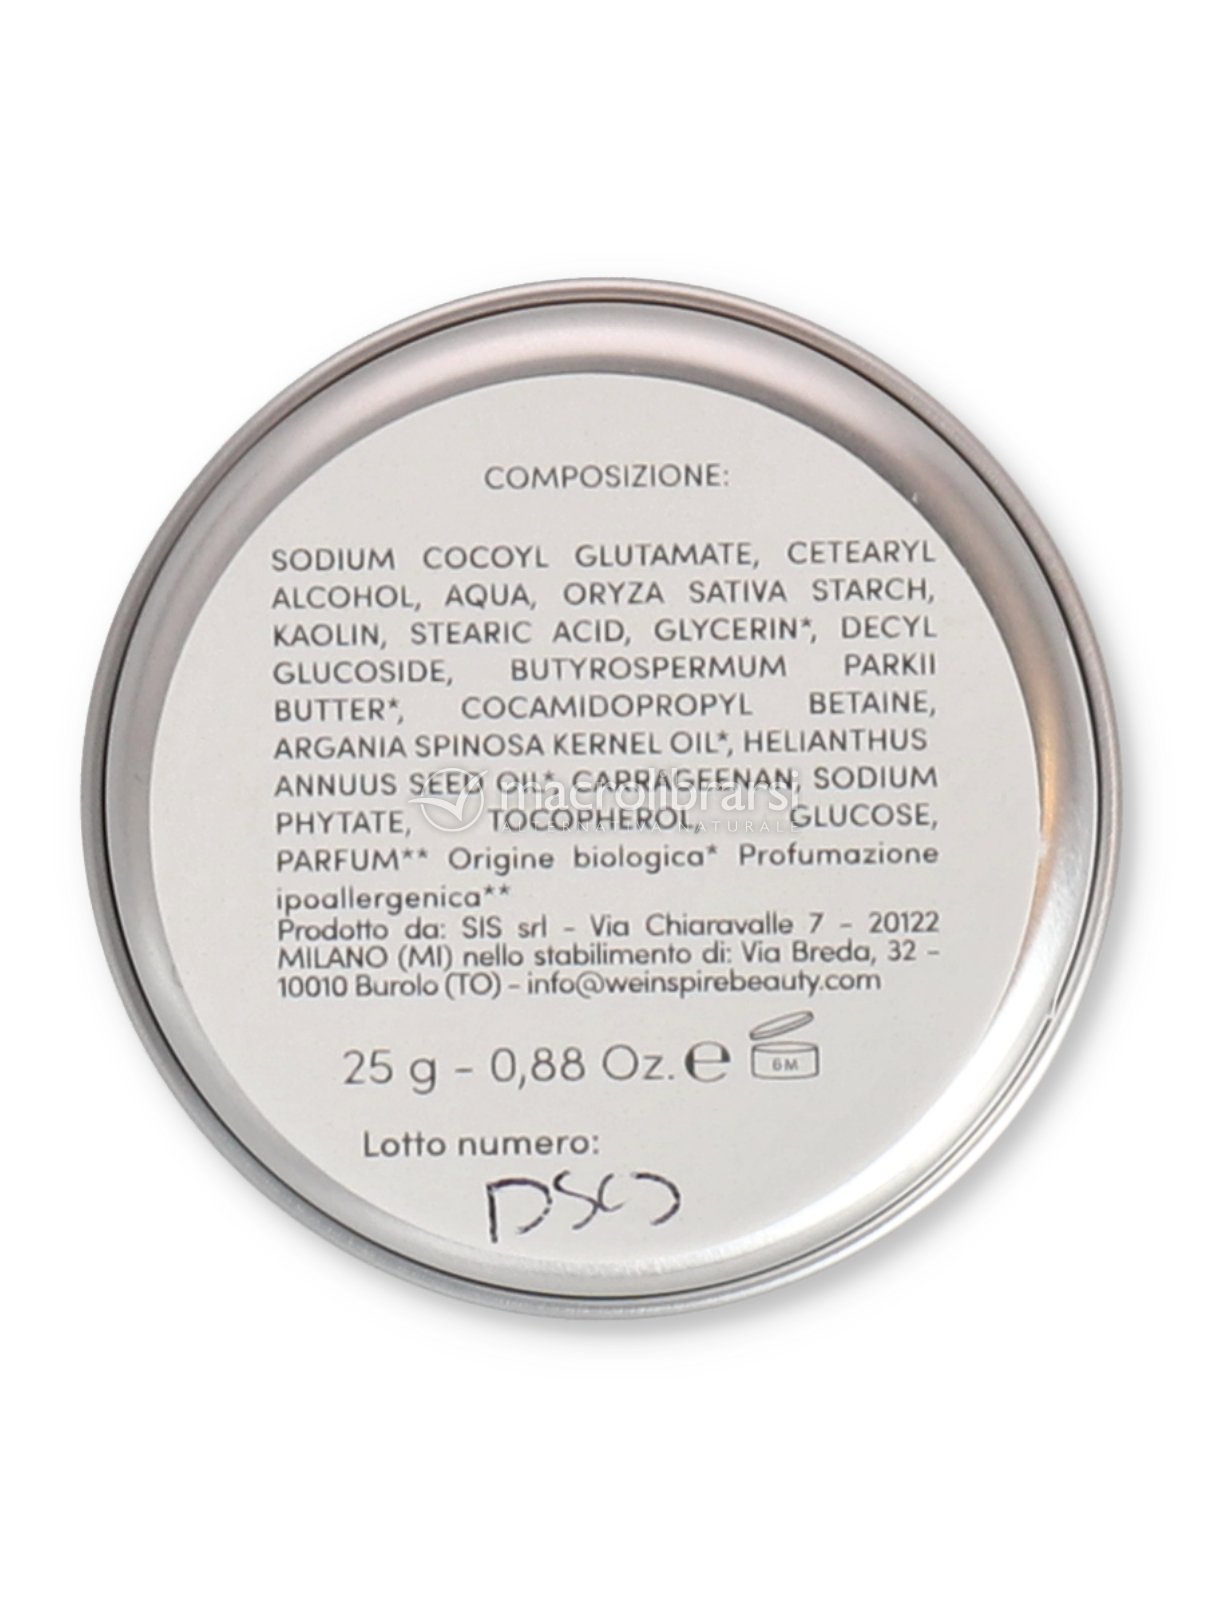 COMPOSIZIONE:
SODIUM COCOYL GLUTAMATE, CETEARYL
ALCOHOL, AQUA, ORYZA SATIVA STARCH,
KAOLIN, STEARIC ACID, GLYCERIN*, DECYL
GLUCOSIDE, BUTYROSPERMUM PARKII
BUTTER*, COCAMIDOPROPYL BETAINE,
ARGANIA SPINOSA KERNEL OIL*, HELIANTHUS
ANNUUS SEED OIL*, CARRAGEENAN, SODIUM
macrolibrarsi
PHYTATE, TOCOPHEROL, GLUCOSE,
ALTERNATIVA NATURALE
PARFUM** Origine biologica* Profumazione
ipoallergenica**
Prodotto da: SIS srl - Via Chiaravalle 7 - 20122
MILANO (MI) nello stabilimento di: Via Breda, 32 -
10010 Burolo (TO) - info@weinspirebeauty.com
25 g - 0,88 Oz. ℮ 6M
Lotto numero: